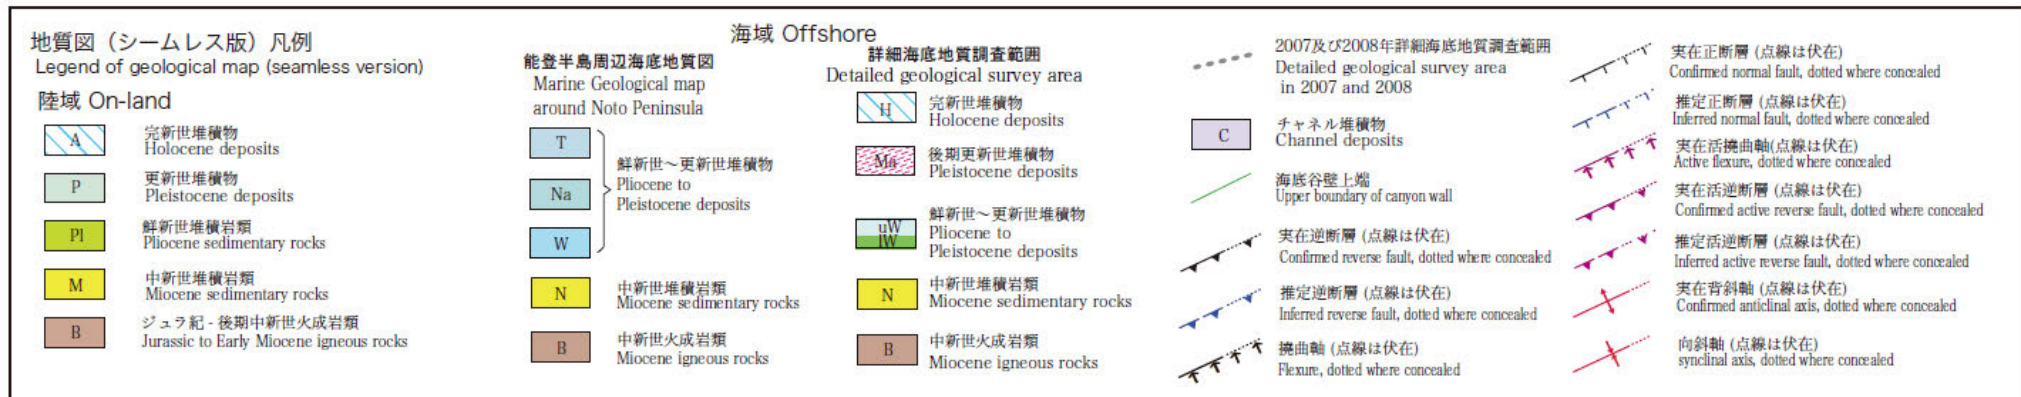 地質図（シームレス版）凡例
Legend of geological map (seamless version)
陸域 On-land
A
完新世堆積物
Holocene deposits
P
更新世堆積物
Pleistocene deposits
Pl
鮮新世堆積岩類
Pliocene sedimentary rocks
M
中新世堆積岩類
Miocene sedimentary rocks
B
ジュラ紀 - 後期中新世火成岩類
Jurassic to Early Miocene igneous rocks
海域 Offshore
能登半島周辺海底地質図
Marine Geological map
around Noto Peninsula
T
Na
W
鮮新世～更新世堆積物
Pliocene to
Pleistocene deposits
N
中新世堆積岩類
Miocene sedimentary rocks
B
中新世火成岩類
Miocene igneous rocks
詳細海底地質調査範囲
Detailed geological survey area
H
完新世堆積物
Holocene deposits
Ma
後期更新世堆積物
Pleistocene deposits
uW
lW
鮮新世～更新世堆積物
Pliocene to
Pleistocene deposits
N
中新世堆積岩類
Miocene sedimentary rocks
B
中新世火成岩類
Miocene igneous rocks
2007及び2008年詳細海底地質調査範囲
Detailed geological survey area
in 2007 and 2008
C
チャネル堆積物
Channel deposits
海底谷壁上端
Upper boundary of canyon wall
実在逆断層 (点線は伏在)
Confirmed reverse fault, dotted where concealed
推定逆断層 (点線は伏在)
Inferred reverse fault, dotted where concealed
撓曲軸 (点線は伏在)
Flexure, dotted where concealed
実在正断層 (点線は伏在)
Confirmed normal fault, dotted where concealed
推定正断層 (点線は伏在)
Inferred normal fault, dotted where concealed
実在活撓曲軸(点線は伏在)
Active flexure, dotted where concealed
実在活逆断層 (点線は伏在)
Confirmed active reverse fault, dotted where concealed
推定活逆断層 (点線は伏在)
Inferred active reverse fault, dotted where concealed
実在背斜軸 (点線は伏在)
Confirmed anticlinal axis, dotted where concealed
向斜軸 (点線は伏在)
synclinal axis, dotted where concealed